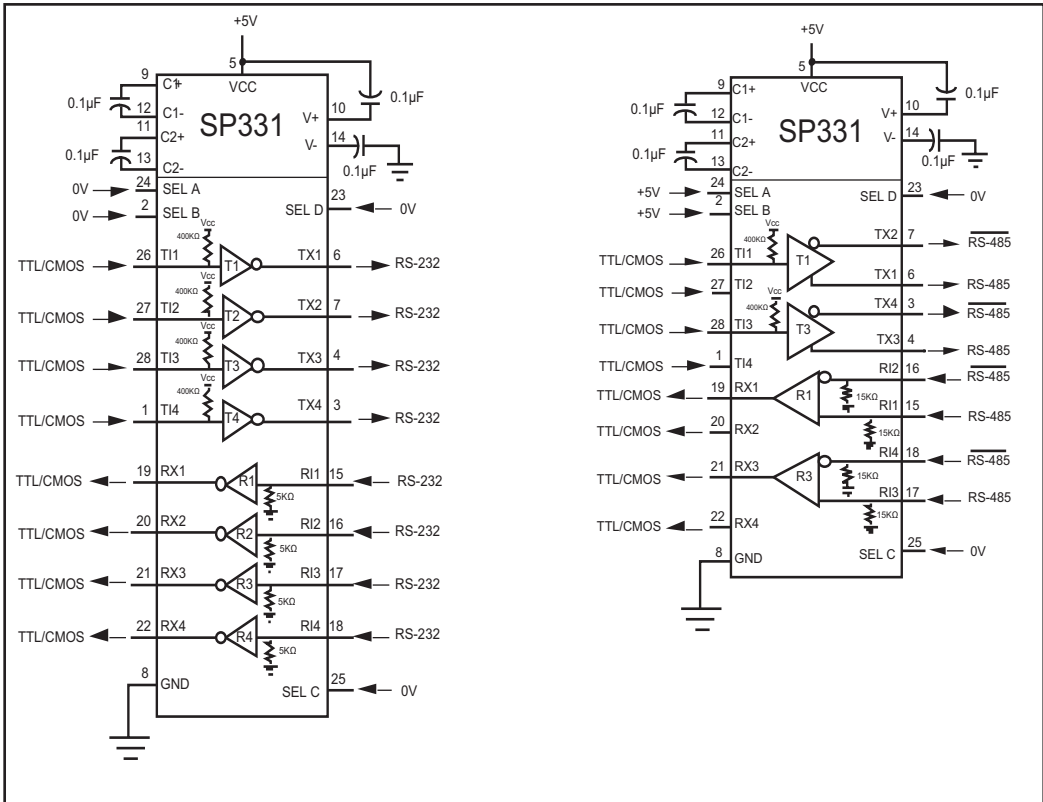 +5V
5
VCC
9 C1+
0.1µF
12 C1-
11 C2+
0.1µF
13 C2-
SP331
V+ 10
0.1µF
V- 14
0.1µF
0V 24 SEL A
0V 2 SEL B
SEL D 23 0V
Vcc
400KΩ
TTL/CMOS 26 TI1 T1 TX1 6 RS-232
Vcc
400KΩ
TTL/CMOS 27 TI2 T2 TX2 7 RS-232
Vcc
400KΩ
TTL/CMOS 28 TI3 T3 TX3 4 RS-232
Vcc
400KΩ
TTL/CMOS 1 TI4 T4 TX4 3 RS-232
TTL/CMOS 19 RX1 R1 RI1 15 RS-232
5KΩ
TTL/CMOS 20 RX2 R2 RI2 16 RS-232
5KΩ
TTL/CMOS 21 RX3 R3 RI3 17 RS-232
5KΩ
TTL/CMOS 22 RX4 R4 RI4 18 RS-232
5KΩ
8 GND
SEL C 25 0V
+5V
5
VCC
9 C1+
0.1µF
12 C1-
11 C2+
0.1µF
13 C2-
SP331
V+ 10
0.1µF
V- 14
0.1µF
+5V 24 SEL A
+5V 2 SEL B
SEL D 23 0V
Vcc
400KΩ
TX2 7 RS-485
TTL/CMOS 26 TI1 T1
TX1 6 RS-485
TTL/CMOS 27 TI2
Vcc
400KΩ
TX4 3 RS-485
TTL/CMOS 28 TI3 T3
TX3 4 RS-485
TTL/CMOS 1 TI4
RI2 16 RS-485
15KΩ
TTL/CMOS 19 RX1 R1
RI1 15 RS-485
15KΩ
TTL/CMOS 20 RX2
RI4 18 RS-485
15KΩ
TTL/CMOS 21 RX3 R3
RI3 17 RS-485
15KΩ
TTL/CMOS 22 RX4
8 GND
SEL C 25 0V